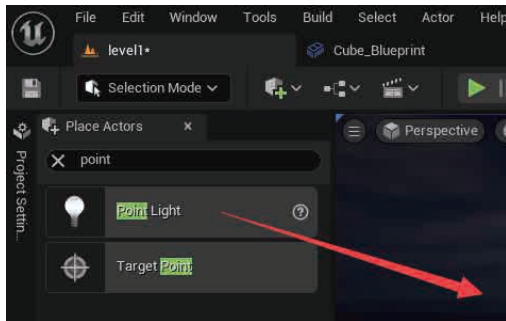 File Edit Window Tools Build Select Actor Help
level1* Cube_Blueprint
Selection Mode
Place Actors x
Perspective
Project Settin...
point
Point Light
Target Point